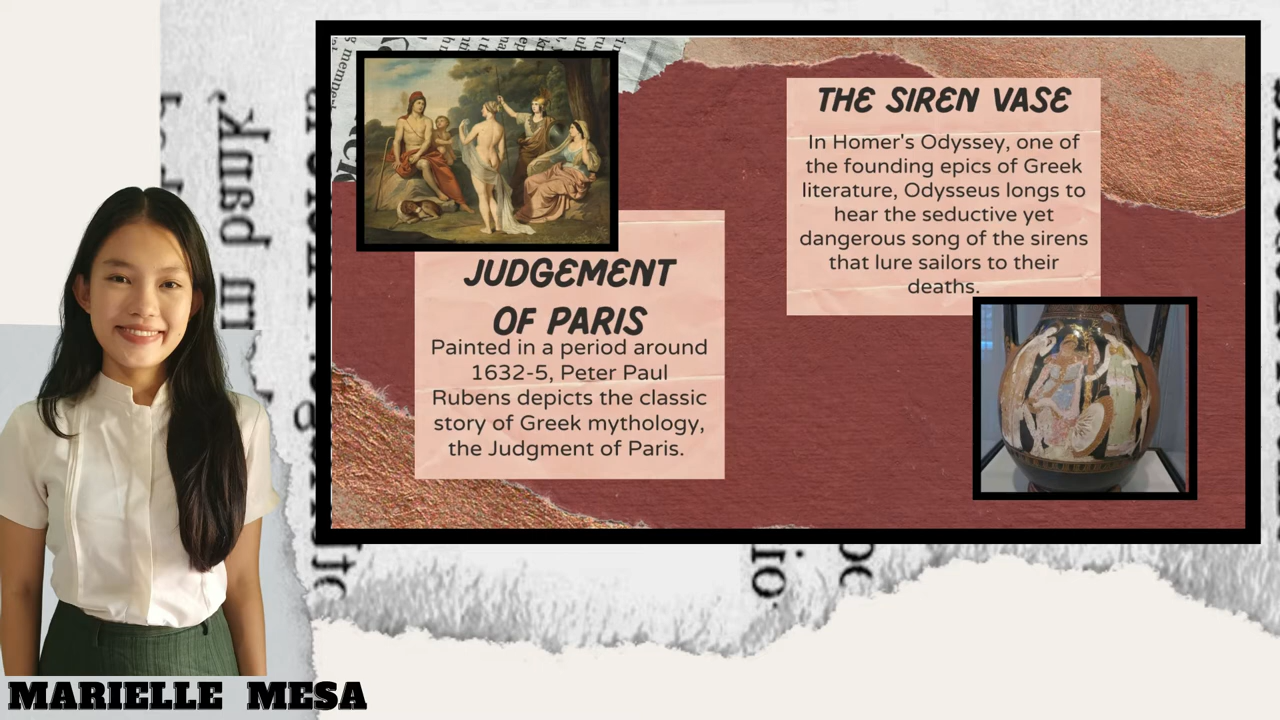 JUDGEMENT
OF PARIS
Painted in a period around
1632-5, Peter Paul
Rubens depicts the classic
story of Greek mythology,
the Judgment of Paris.
THE SIREN VASE
In Homer's Odyssey, one of
the founding epics of Greek
literature, Odysseus longs to
hear the seductive yet
dangerous song of the sirens
that lure sailors to their
deaths.
MARIELLE MESA